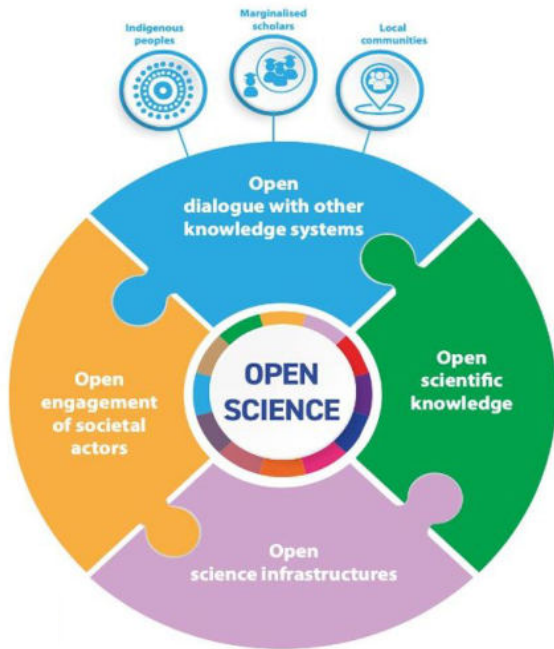 Indigenous
peoples
Marginalised
scholars
Local
communities
Open
dialogue with other
knowledge systems
Open
engagement
of societal
actors
OPEN
SCIENCE
Open
scientific
knowledge
Open
science infrastructures